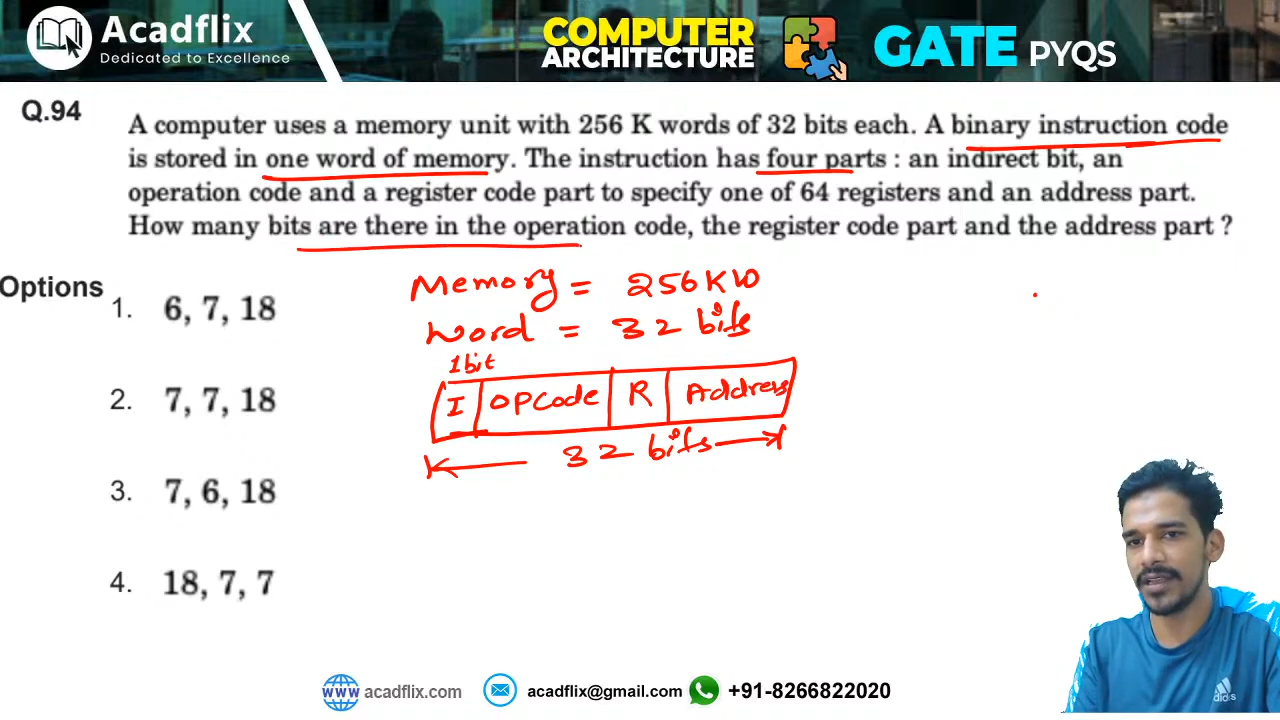 Acadflix
Dedicated to Excellence
COMPUTER
ARCHITECTURE
GATE PYQS
Q.94
A computer uses a memory unit with 256 K words of 32 bits each. A binary instruction code
is stored in one word of memory. The instruction has four parts : an indirect bit, an
operation code and a register code part to specify one of 64 registers and an address part.
How many bits are there in the operation code, the register code part and the address part ?
Options
1. 6, 7, 18
2. 7, 7, 18
3. 7, 6, 18
4. 18, 7, 7
Memory = 256KW
word = 32 bits
1bit
I OPCode R Address
32 bits
www acadflix.com
acadflix@gmail.com
+91-8266822020
adidas